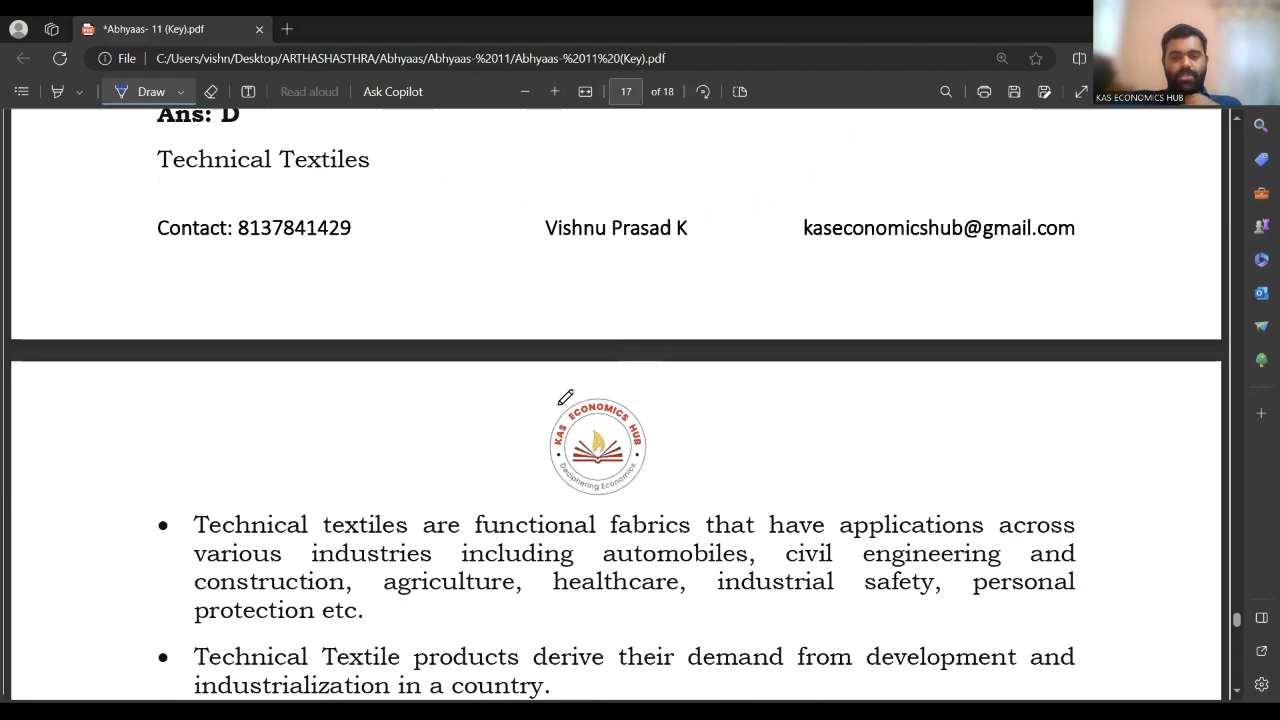 *Abhyaas- 11 (Key).pdf
File
C:/Users/vishn/Desktop/ARTHASHASTHRA/Abhyaas/Abhyaas-%2011/Abhyaas-%2011%20(Key).pdf
Draw
Read aloud
Ask Copilot
17 of 18
KAS ECONOMICS HUB
Ans: D
Technical Textiles
Contact: 8137841429 Vishnu Prasad K kaseconomicshub@gmail.com
KAS ECONOMICS HUB
Deciphering Economics
• Technical textiles are functional fabrics that have applications across
various industries including automobiles, civil engineering and
construction, agriculture, healthcare, industrial safety, personal
protection etc.
• Technical Textile products derive their demand from development and
industrialization in a country.